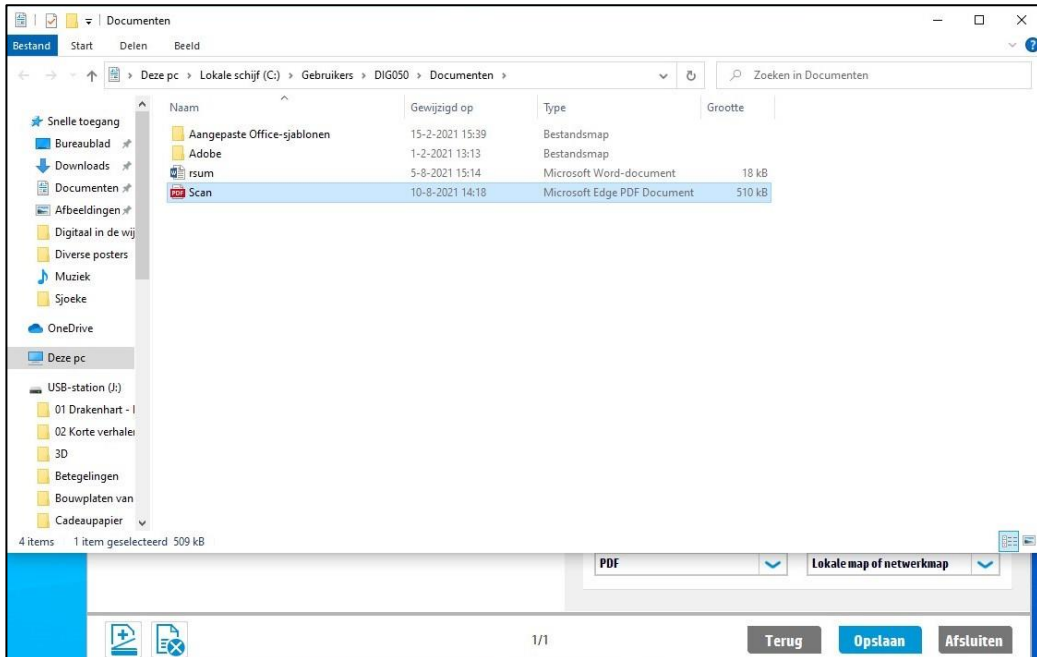 Documenten
Bestand Start Delen Beeld
Deze pc › Lokale schijf (C:) › Gebruikers › DIG050 › Documenten ›
Zoeken in Documenten
Naam Gewijzigd op Type Grootte
Snelle toegang
Bureaublad
Downloads
Documenten
Afbeeldingen
Digitaal in de wij
Diverse posters
Muziek
Sjoeke
OneDrive
Deze pc
USB-station (J:)
01 Drakenhart -
02 Korte verhale
3D
Betegelingen
Bouwplaten van
Cadeaupapier
Aangepaste Office-sjablonen 15-2-2021 15:39 Bestandsmap
Adobe 1-2-2021 13:13 Bestandsmap
rsum 5-8-2021 15:14 Microsoft Word-document 18 kB
Scan 10-8-2021 14:18 Microsoft Edge PDF Document 510 kB
4 items 1 item geselecteerd 509 kB
PDF Lokale map of netwerkmap
1/1 Terug Opslaan Afsluiten